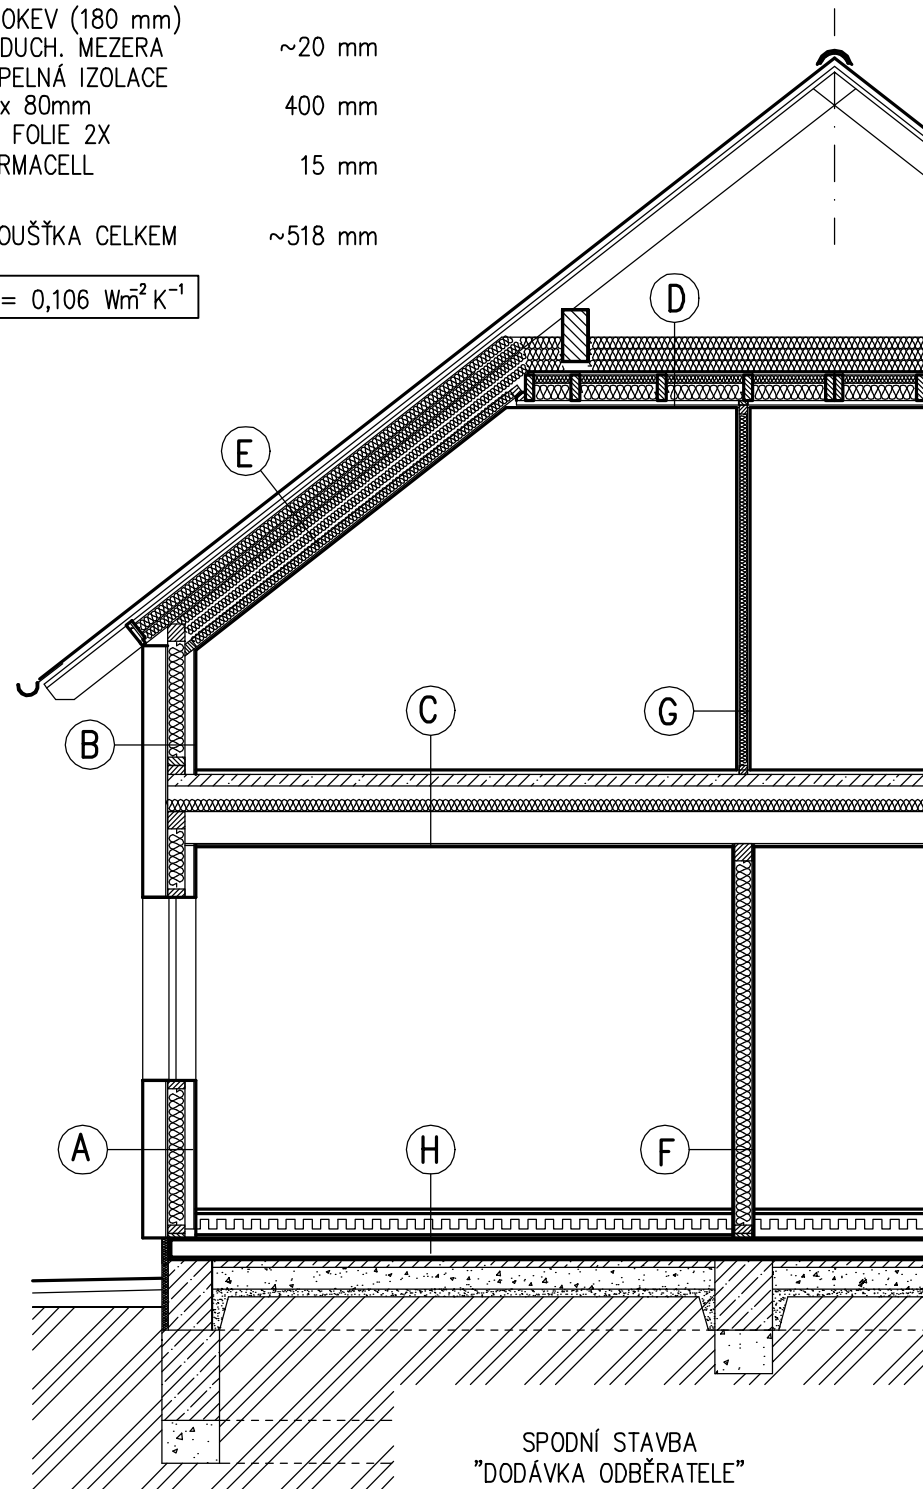 OKEV (180 mm)
DUCH. MEZERA ~20 mm
PELNÁ IZOLACE
x 80mm 400 mm
FOLIE 2X
RMACELL 15 mm
OUŠŤKA CELKEM ~518 mm
= 0,106 Wm⁻² K⁻¹
D
E
C
G
B
A
H
F
SPODNÍ STAVBA
"DODÁVKA ODBĚRATELE"